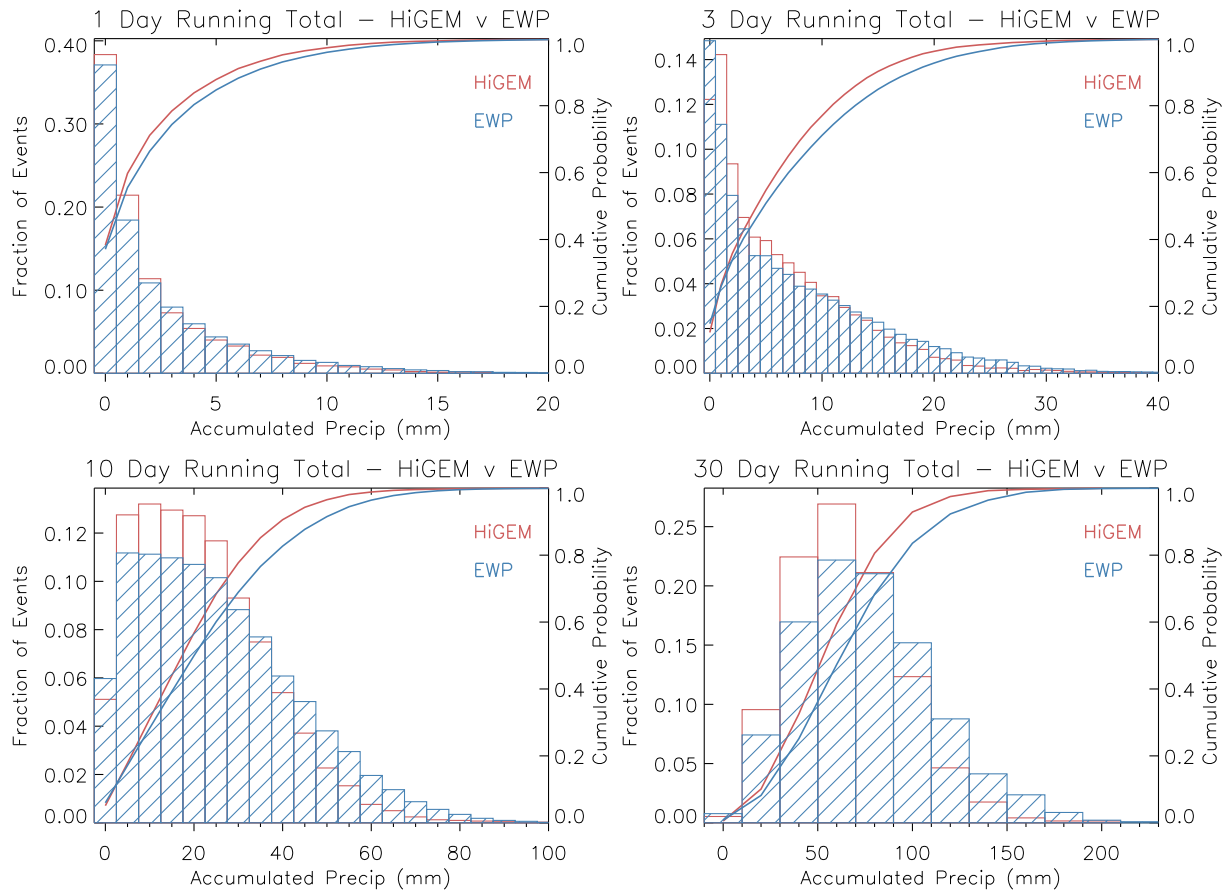 1 Day Running Total – HiGEM v EWP
0.40
0.30
0.20
0.10
0.00
Fraction of Events
1.0
0.8
0.6
0.4
0.2
0.0
Cumulative Probability
HiGEM
EWP
0 5 10 15 20
Accumulated Precip (mm)
3 Day Running Total – HiGEM v EWP
0.14
0.12
0.10
0.08
0.06
0.04
0.02
0.00
Fraction of Events
1.0
0.8
0.6
0.4
0.2
0.0
Cumulative Probability
HiGEM
EWP
0 10 20 30 40
Accumulated Precip (mm)
10 Day Running Total – HiGEM v EWP
0.12
0.10
0.08
0.06
0.04
0.02
0.00
Fraction of Events
1.0
0.8
0.6
0.4
0.2
0.0
Cumulative Probability
HiGEM
EWP
0 20 40 60 80 100
Accumulated Precip (mm)
30 Day Running Total – HiGEM v EWP
0.25
0.20
0.15
0.10
0.05
0.00
Fraction of Events
1.0
0.8
0.6
0.4
0.2
0.0
Cumulative Probability
HiGEM
EWP
0 50 100 150 200
Accumulated Precip (mm)